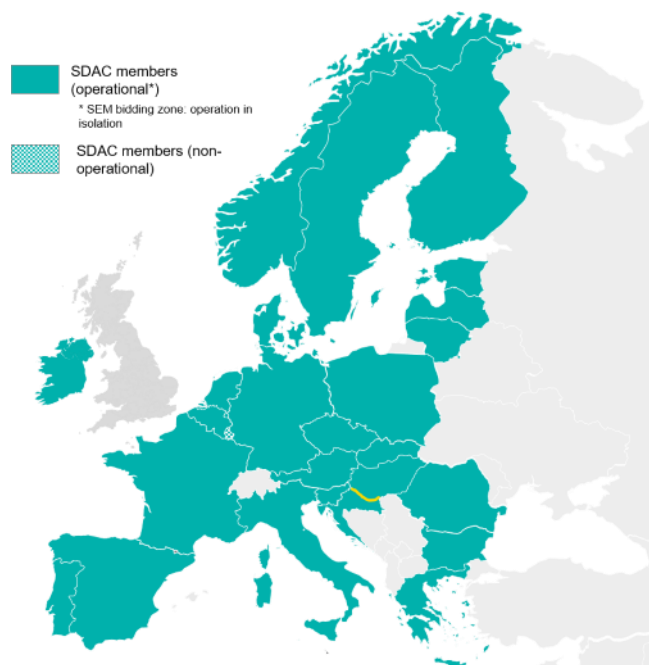 SDAC members
(operational*)
* SEM bidding zone: operation in
isolation
SDAC members (non-
operational)